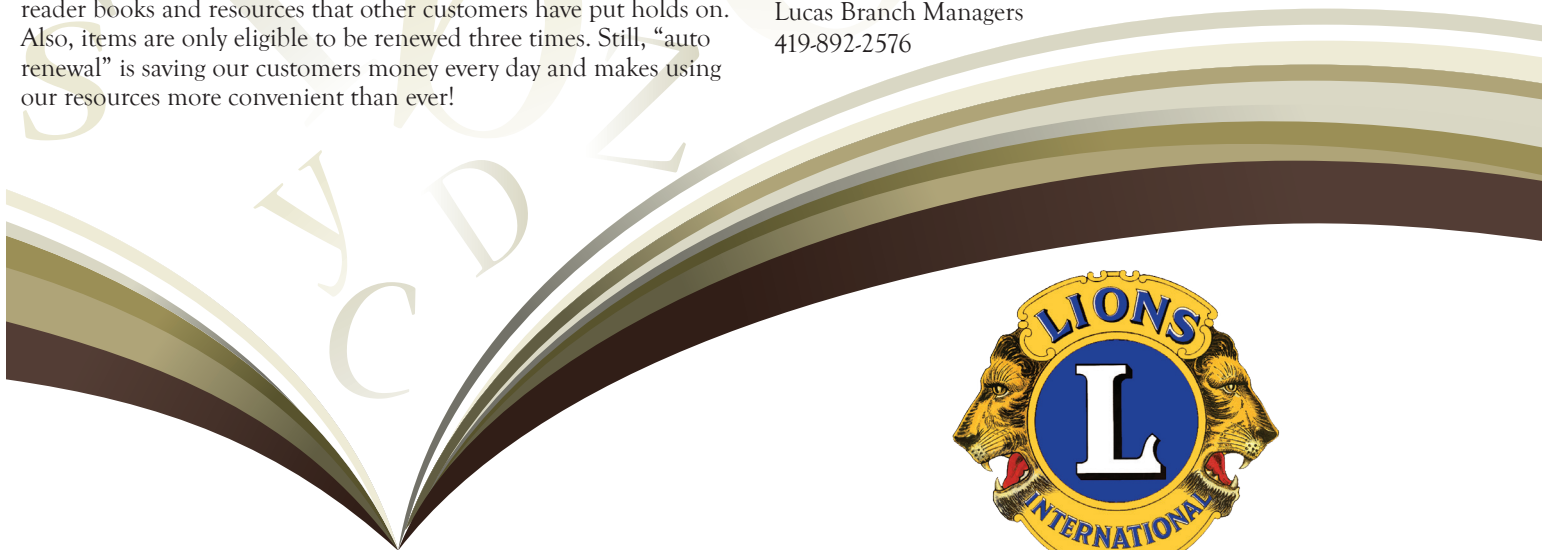 reader books and resources that other customers have put holds on.
Also, items are only eligible to be renewed three times. Still, “auto
renewal” is saving our customers money every day and makes using
our resources more convenient than ever!
Lucas Branch Managers
419-892-2576
S
O
Z
y
D
C
LIONS
L
INTERNATIONAL